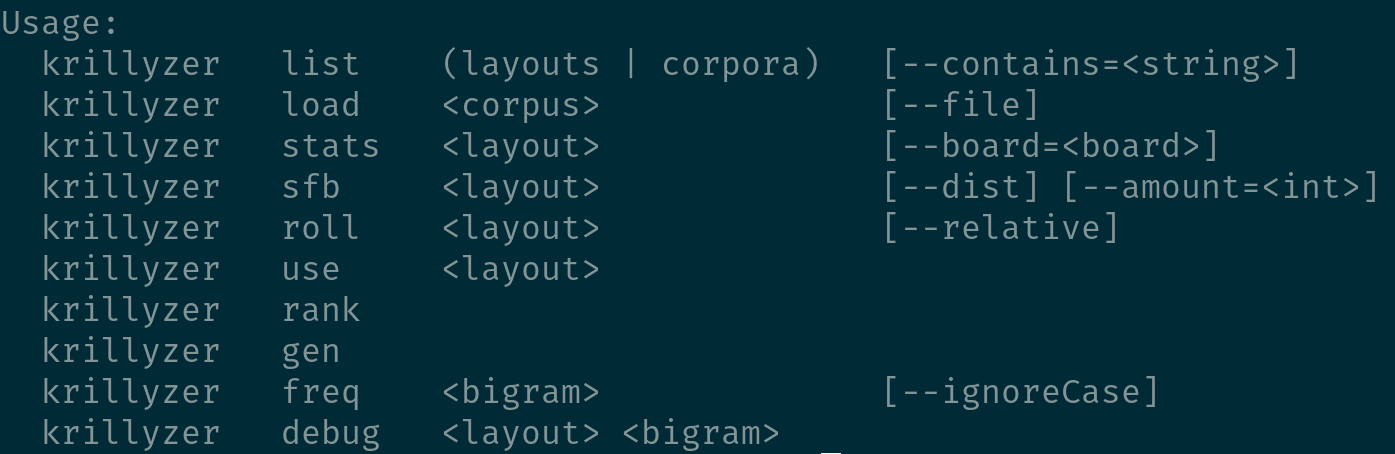 Usage:
  krillyzer   list    (layouts | corpora)   [--contains=<string>]
  krillyzer   load    <corpus>              [--file]
  krillyzer   stats   <layout>              [--board=<board>]
  krillyzer   sfb     <layout>              [--dist] [--amount=<int>]
  krillyzer   roll    <layout>              [--relative]
  krillyzer   use     <layout>
  krillyzer   rank
  krillyzer   gen
  krillyzer   freq    <bigram>              [--ignoreCase]
  krillyzer   debug   <layout> <bigram>